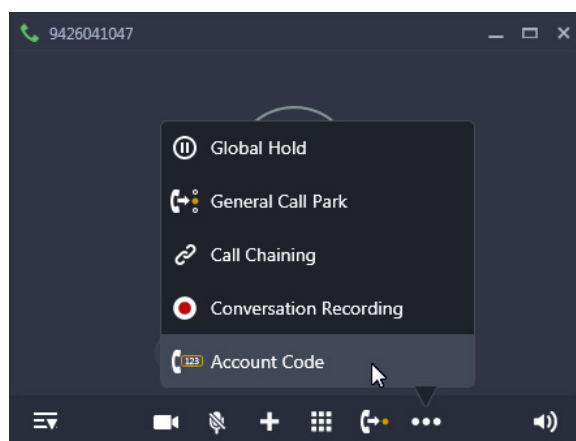 9426041047
Global Hold
General Call Park
Call Chaining
Conversation Recording
123 Account Code